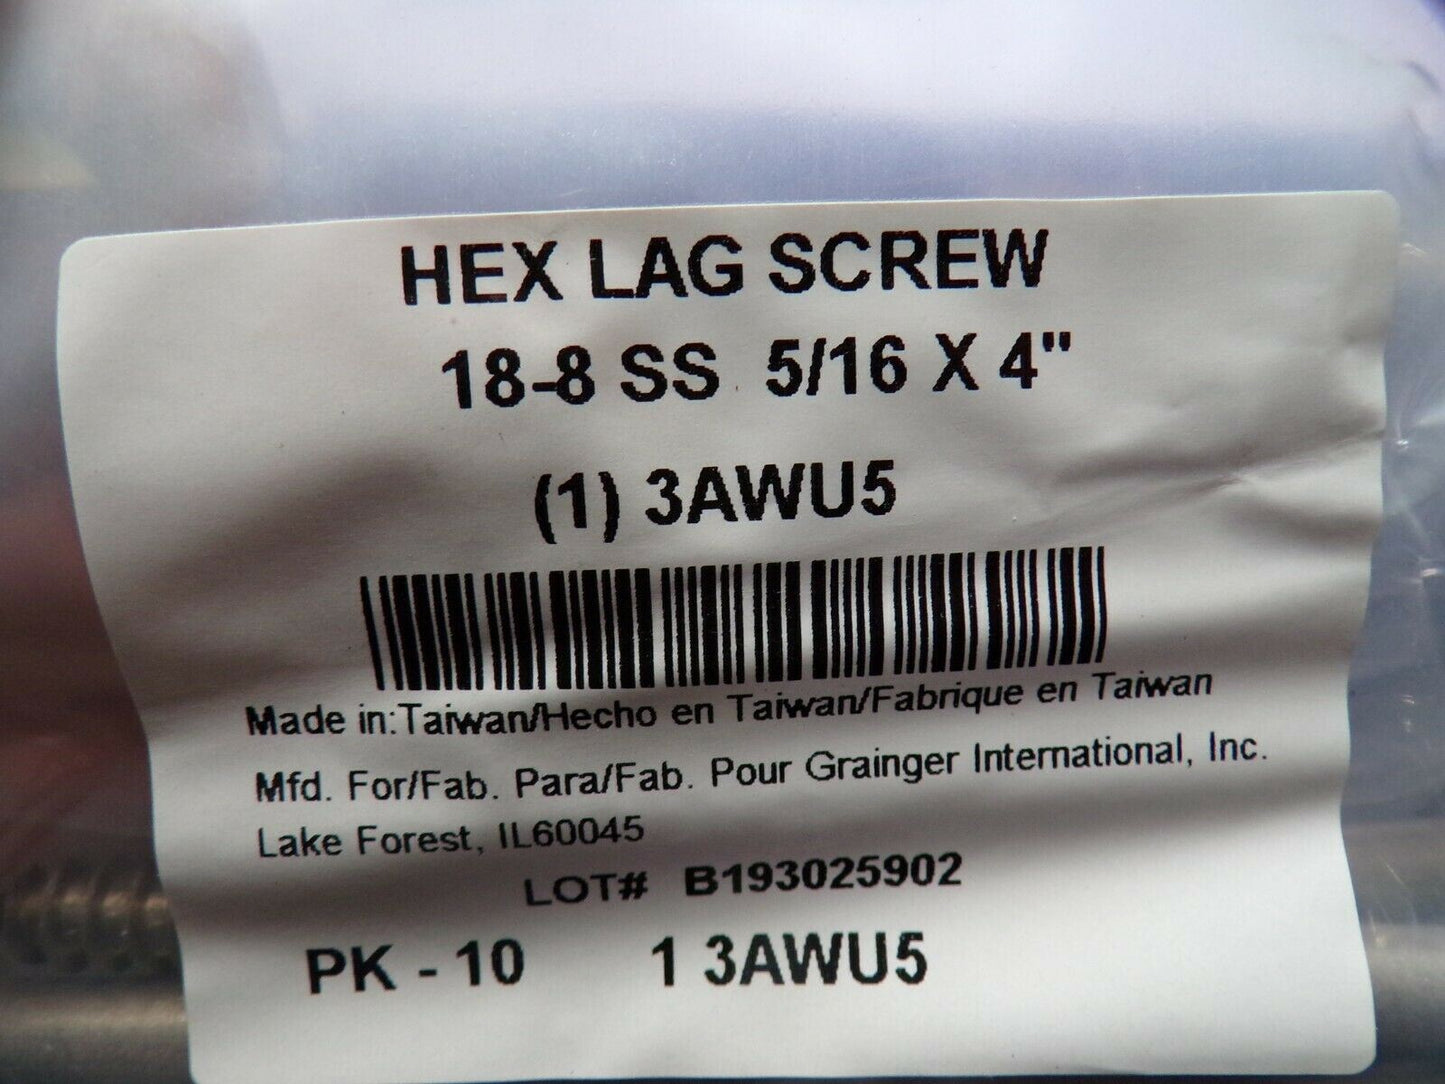 HEX LAG SCREW
18-8 SS 5/16 X 4"
(1) 3AWU5
Made in:Taiwan/Hecho en Taiwan/Fabrique en Taiwan
Mfd. For/Fab. Para/Fab. Pour Grainger International, Inc.
Lake Forest, IL60045
LOT# B193025902
PK - 10 1 3AWU5